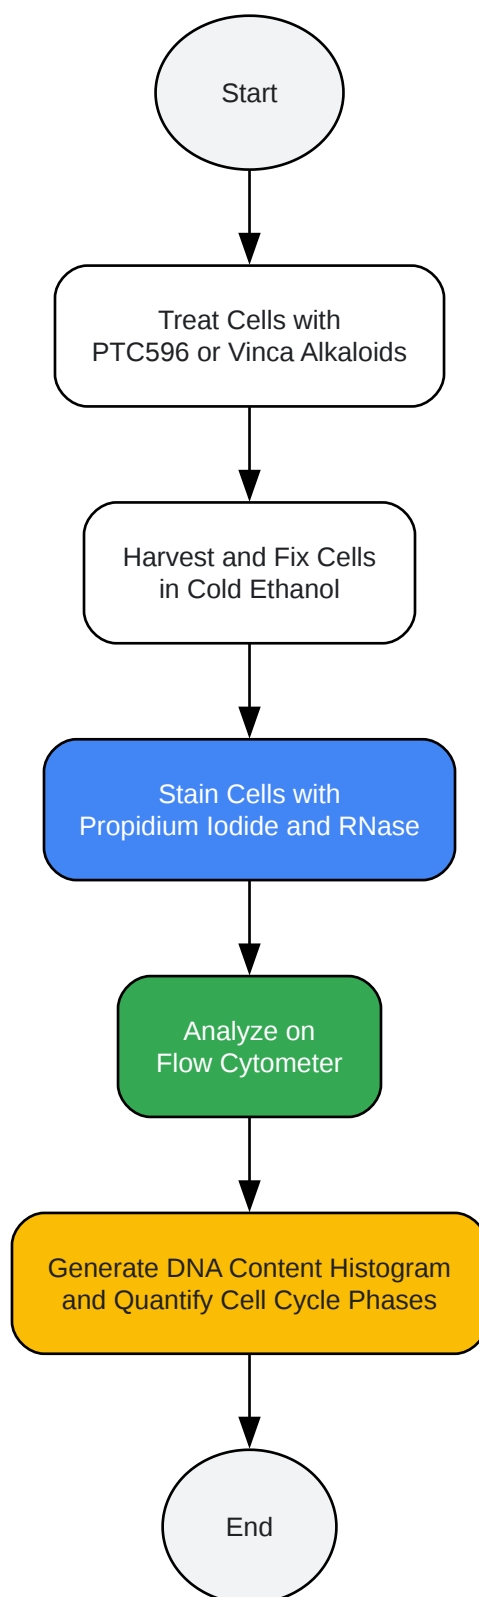 Start
Treat Cells with
PTC596 or Vinca Alkaloids
Harvest and Fix Cells
in Cold Ethanol
Stain Cells with
Propidium Iodide and RNase
Analyze on
Flow Cytometer
Generate DNA Content Histogram
and Quantify Cell Cycle Phases
End